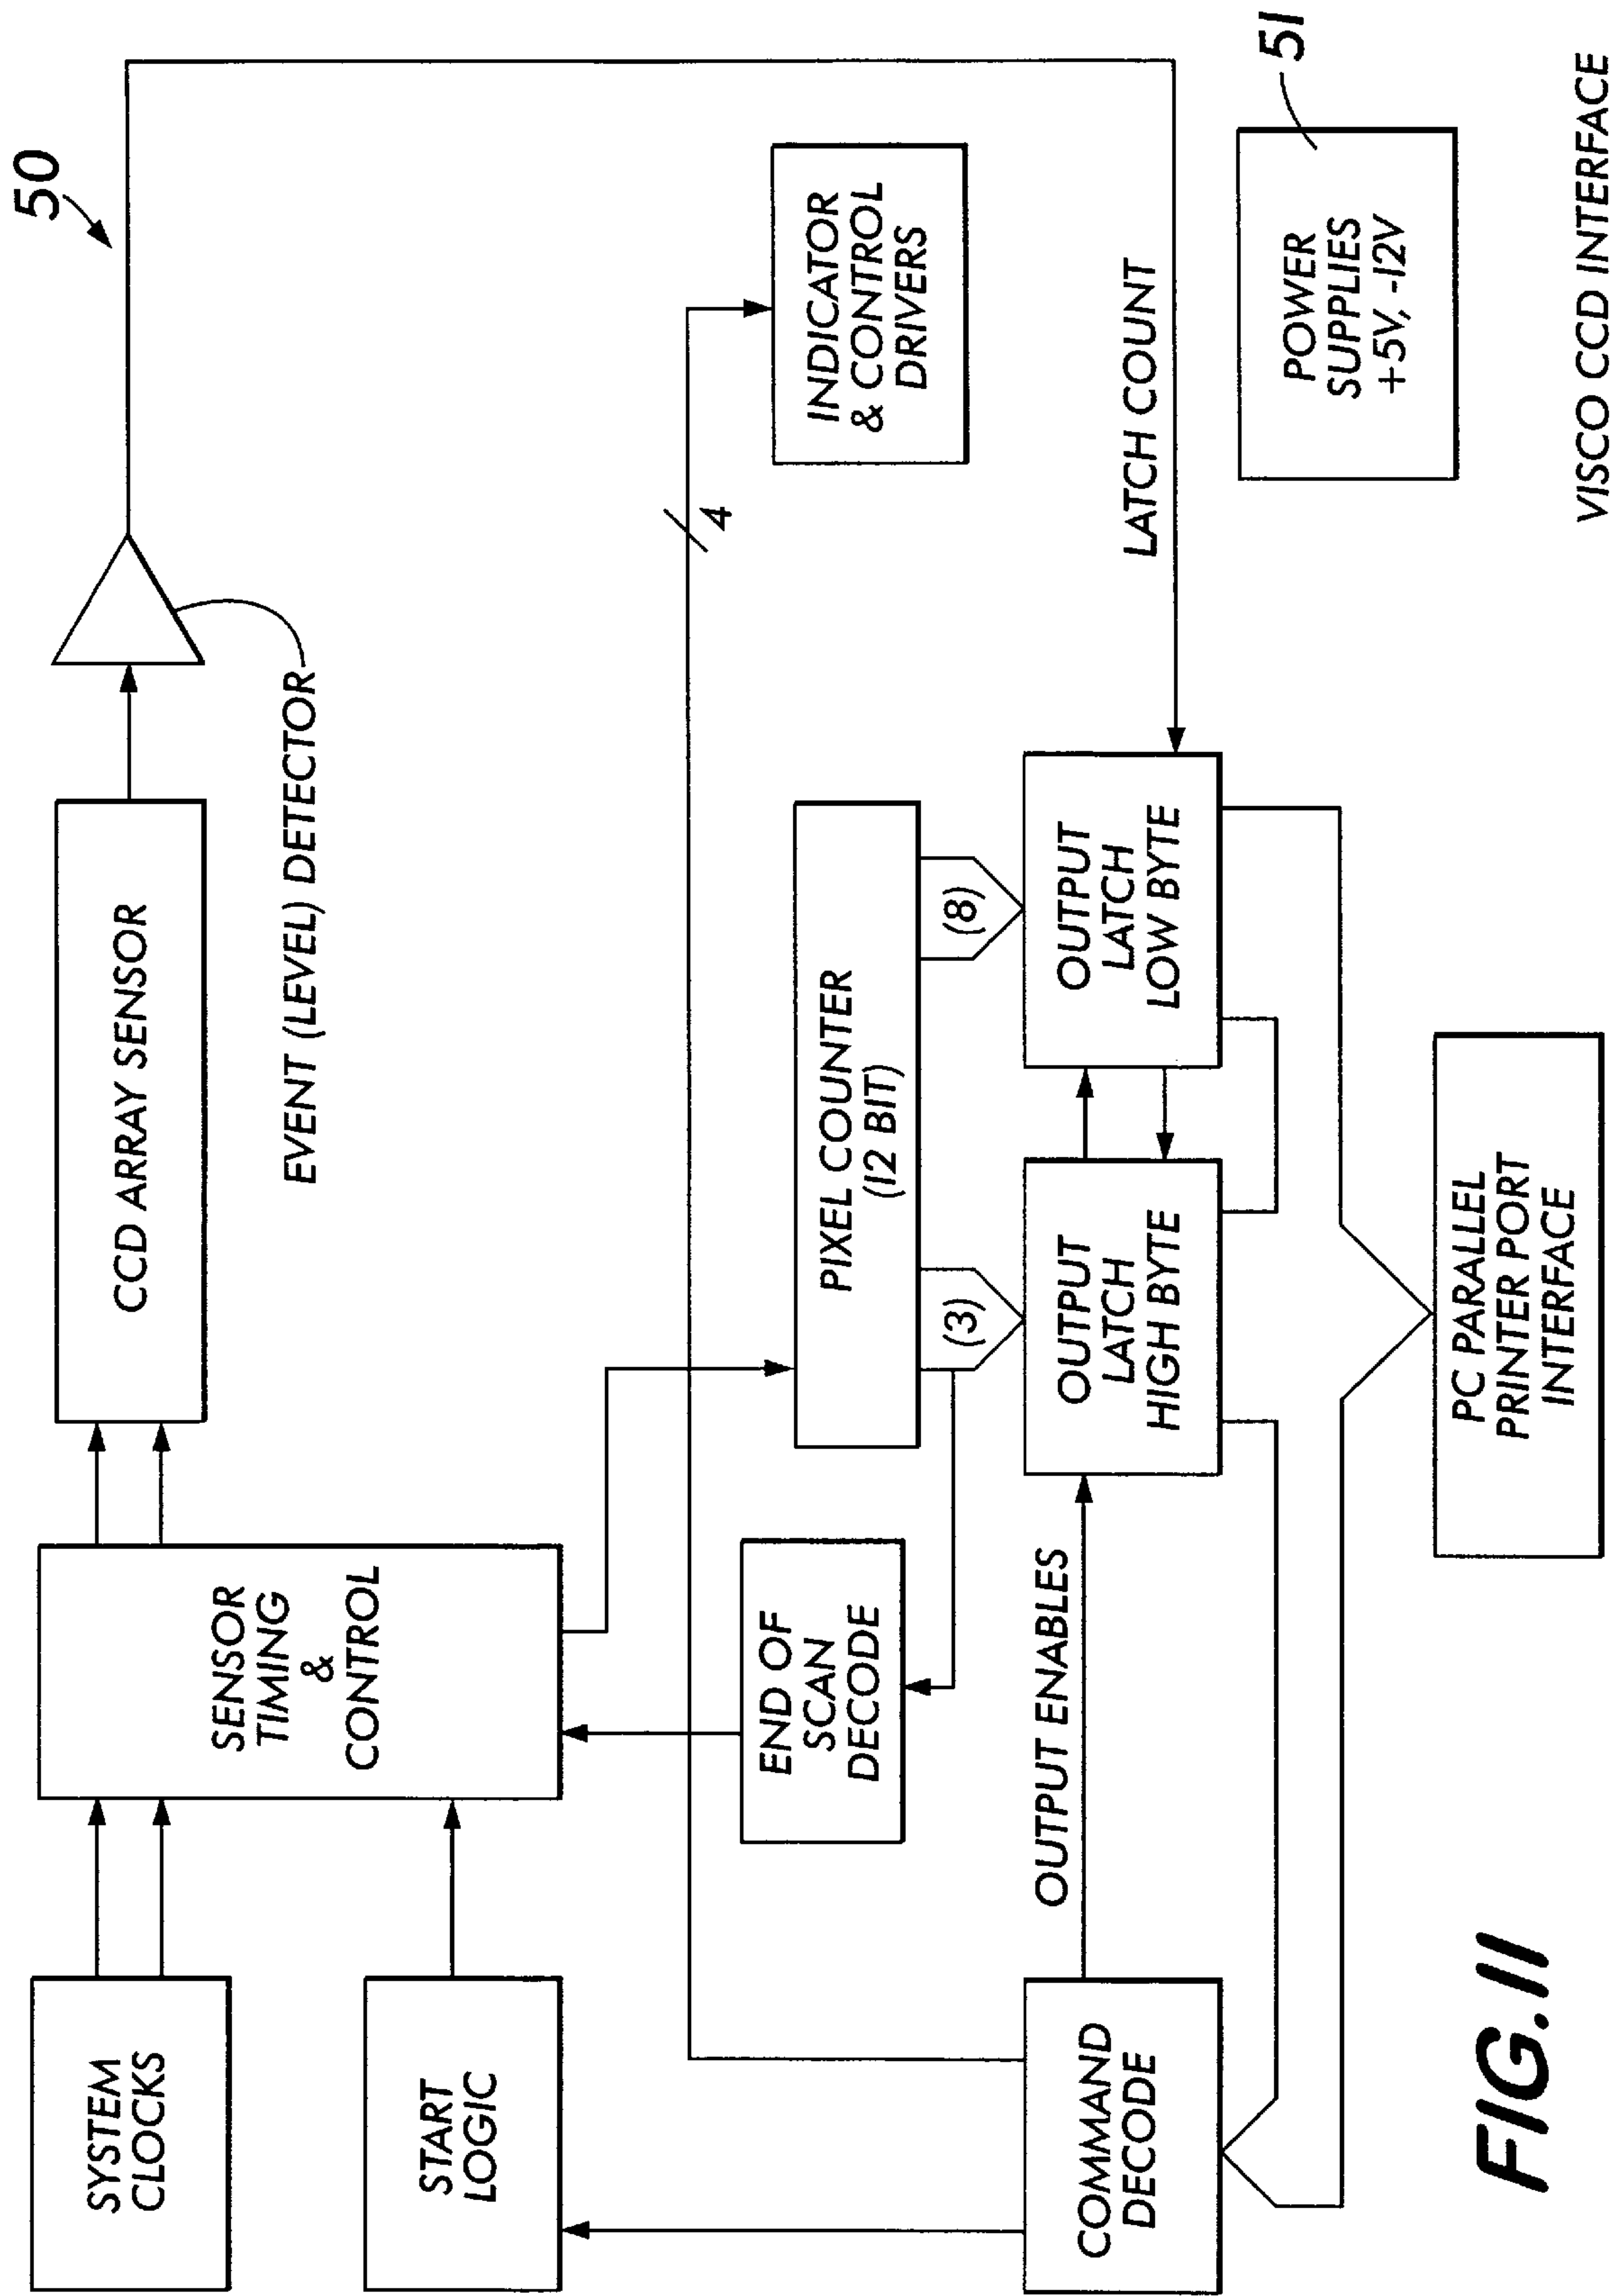 50
SYSTEM
CLOCKS
SENSOR
TIMING
&
CONTROL
CCD ARRAY SENSOR
EVENT (LEVEL) DETECTOR
START
LOGIC
4
END OF
SCAN
DECODE
PIXEL COUNTER
(12 BIT)
INDICATOR
& CONTROL
DRIVERS
(3)
(8)
COMMAND
DECODE
OUTPUT ENABLES
OUTPUT
LATCH
HIGH BYTE
OUTPUT
LATCH
LOW BYTE
LATCH COUNT
PC PARALLEL
PRINTER PORT
INTERFACE
POWER
SUPPLIES
+5V, -12V
51
FIG.11
VISCO CCD INTERFACE